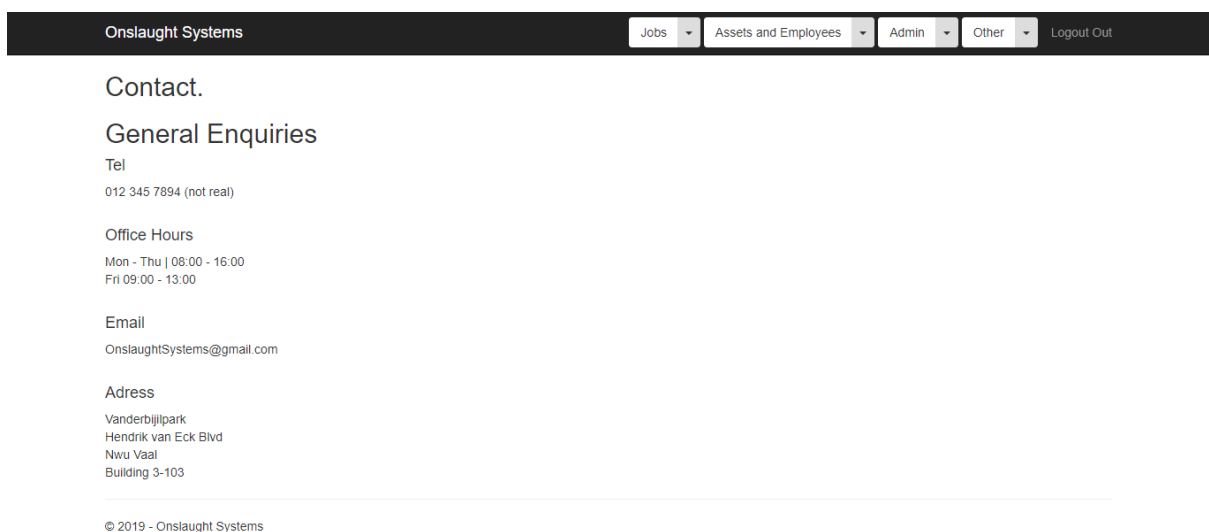 Onslaught Systems Jobs Assets and Employees Admin Other Logout Out
Contact.
General Enquiries
Tel
012 345 7894 (not real)
Office Hours
Mon - Thu | 08:00 - 16:00
Fri 09:00 - 13:00
Email
OnslaughtSystems@gmail.com
Adress
Vanderbijilpark
Hendrik van Eck Blvd
Nwu Vaal
Building 3-103
© 2019 - Onslaught Systems